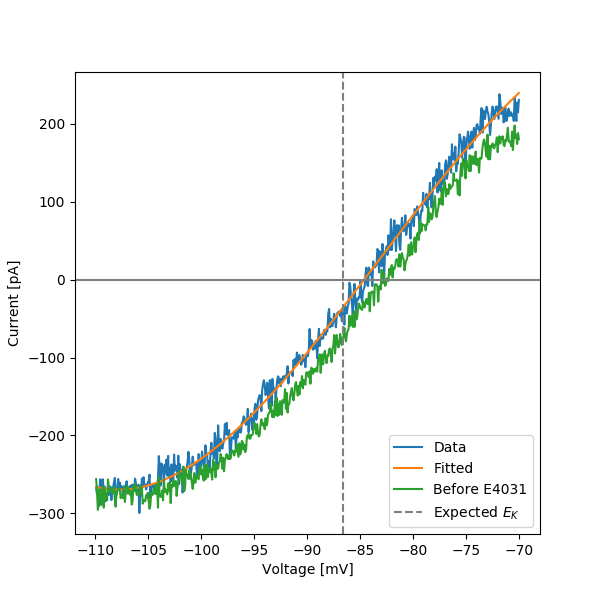 200
100
0
−100
−200
−300
Current [pA]
Data
Fitted
Before E4031
Expected E_K
−110 −105 −100 −95 −90 −85 −80 −75 −70
Voltage [mV]